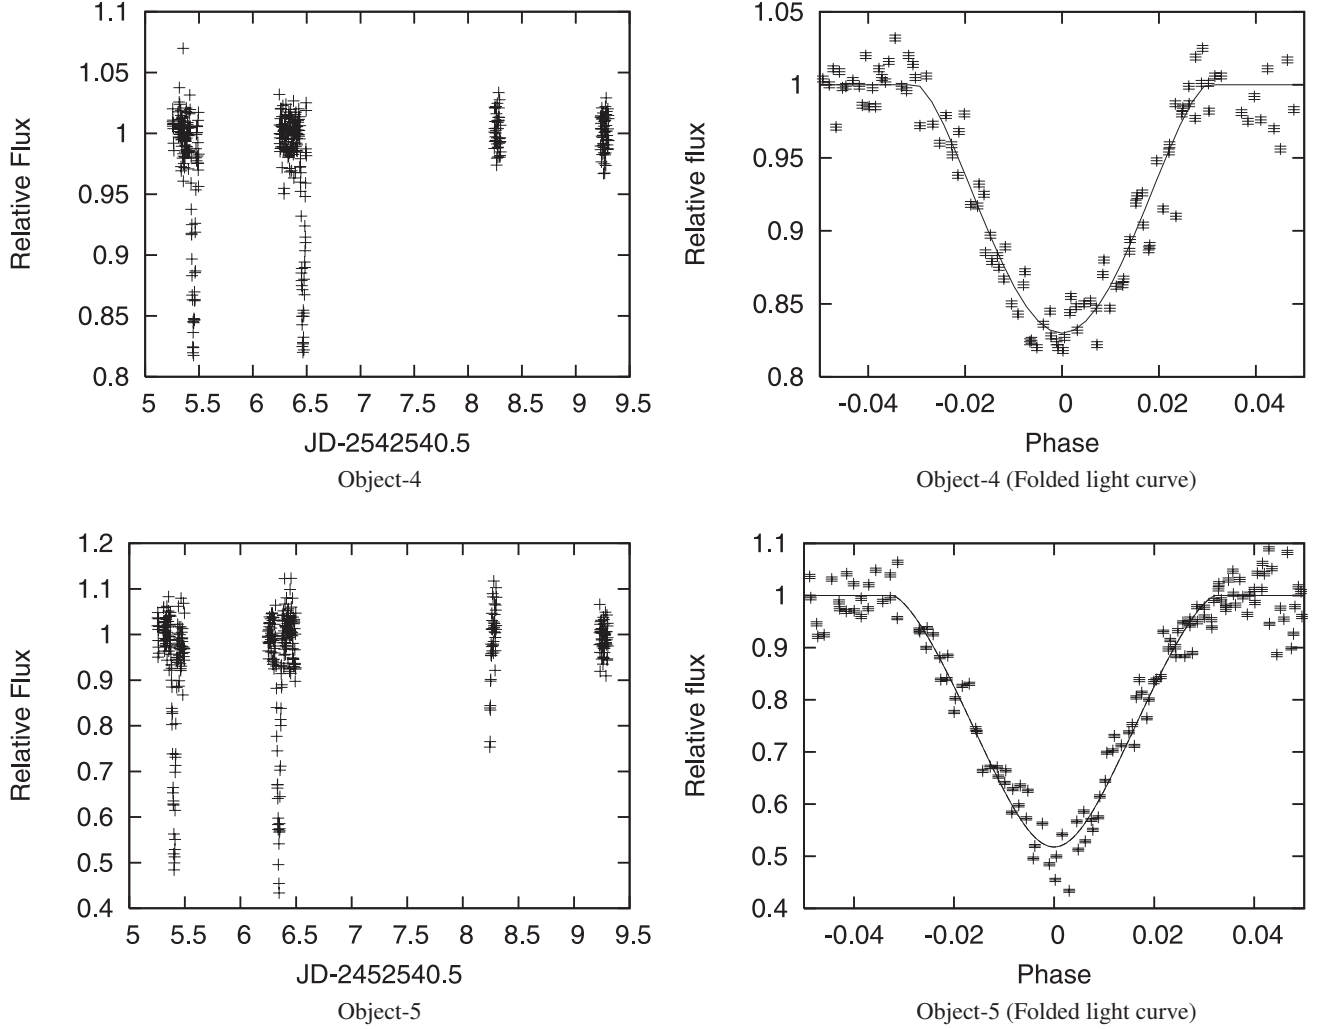 1.1
1.05
1
0.95
0.9
0.85
0.8
Relative Flux
5 5.5 6 6.5 7 7.5 8 8.5 9 9.5
JD-2542540.5
Object-4
1.05
1
0.95
0.9
0.85
0.8
Relative flux
-0.04 -0.02 0 0.02 0.04
Phase
Object-4 (Folded light curve)
1.2
1.1
1
0.9
0.8
0.7
0.6
0.5
0.4
Relative Flux
5 5.5 6 6.5 7 7.5 8 8.5 9 9.5
JD-2452540.5
Object-5
1.1
1
0.9
0.8
0.7
0.6
0.5
0.4
Relative flux
-0.04 -0.02 0 0.02 0.04
Phase
Object-5 (Folded light curve)